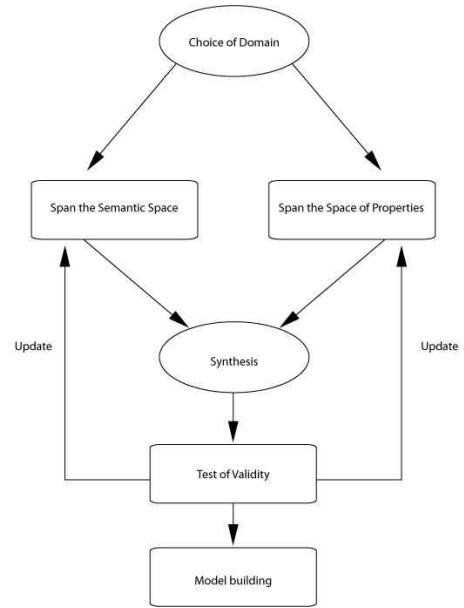 Choice of Domain
Span the Semantic Space
Span the Space of Properties
Update
Synthesis
Update
Test of Validity
Model building